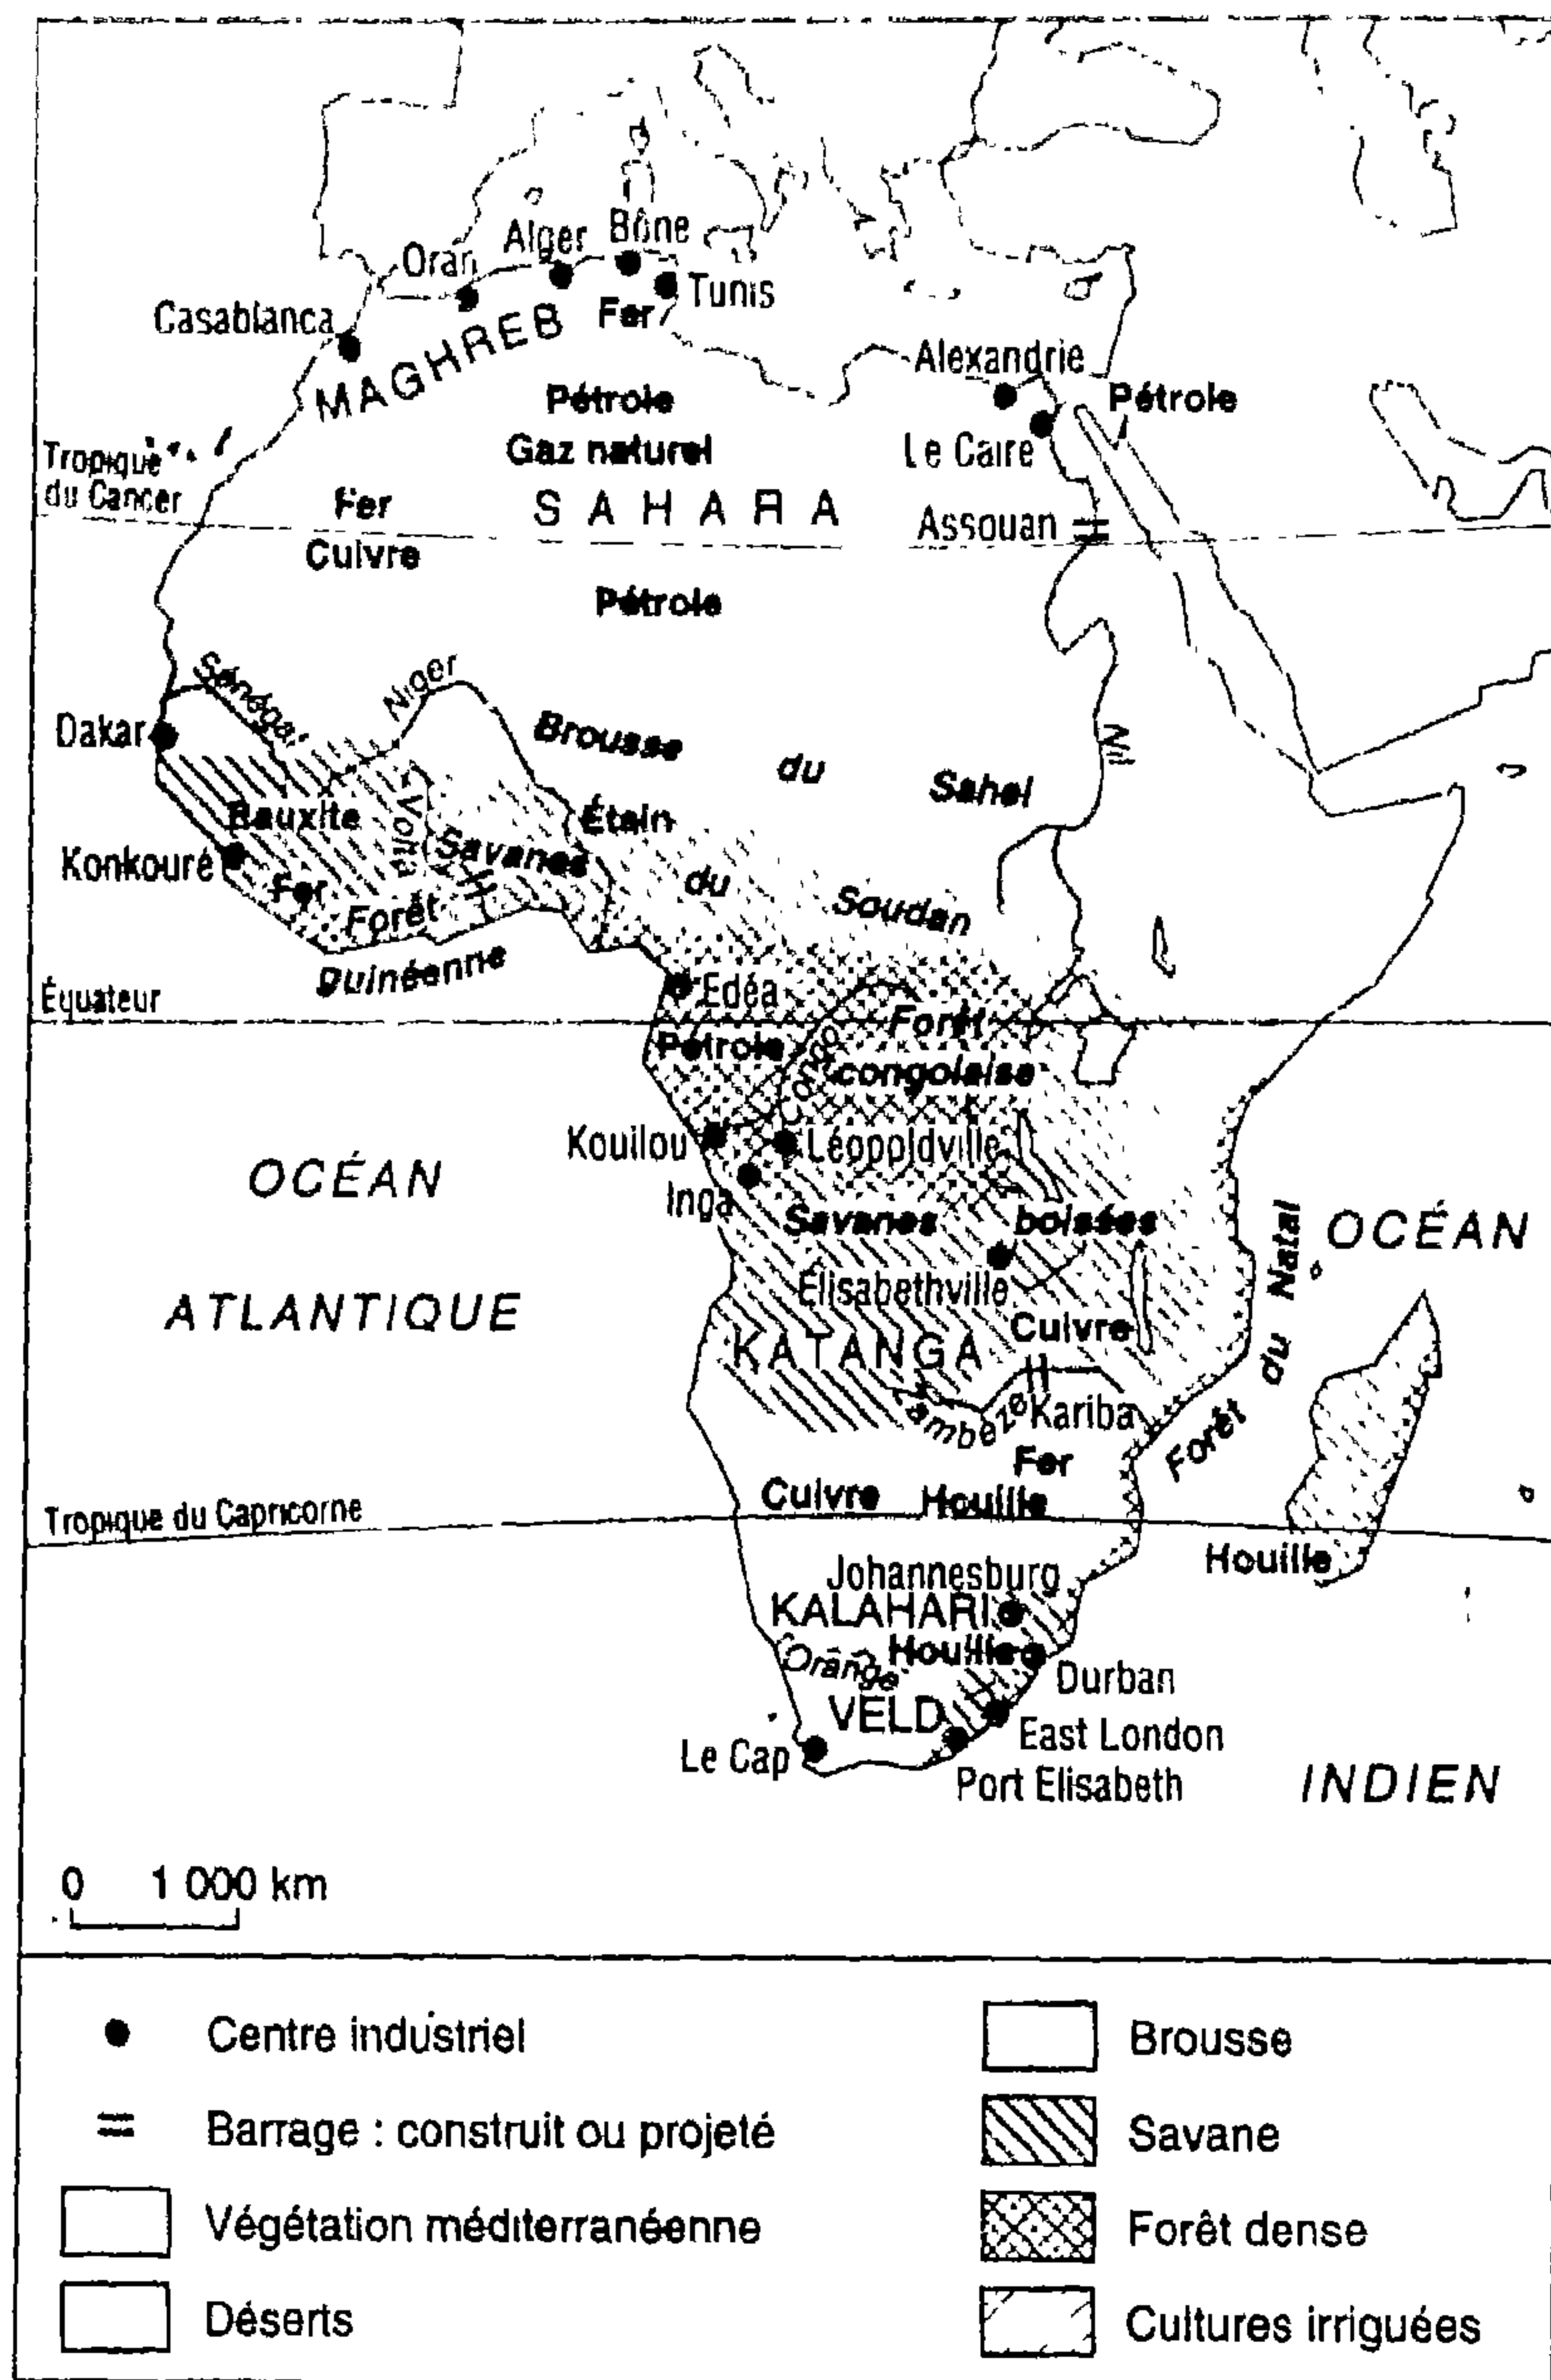 Alger Bône
Oran
Tunis
Casablanca
Fer
MAGHREB
Alexandrie
Pétrole
Pétrole
Gaz naturel
Le Caire
Tropique
du Cancer
Fer
SAHARA
Assouan
Cuivre
Pétrole
Sénégal
Niger
Dakar
Brousse du Sahel
Nil
Bauxite
Volta
Étain
Konkouré
Savanes du Soudan
Fer
Forêt
Guinéenne
Équateur
Edéa
Forêt
Pétrole
Congo
congolaise
Kouilou
Léopoldville
OCÉAN
Inga
Savanes boisées
OCÉAN
Élisabethville
ATLANTIQUE
Cuivre
KATANGA
Forêt du Natal
Zambèze
Kariba
Fer
Cuivre
Houille
Tropique du Capricorne
Houille
Johannesburg
KALAHARI
Houille
Orange
Durban
VELD
East London
Le Cap
Port Elisabeth
INDIEN
0 1 000 km
Centre industriel
Brousse
Barrage : construit ou projeté
Savane
Végétation méditerranéenne
Forêt dense
Déserts
Cultures irriguées